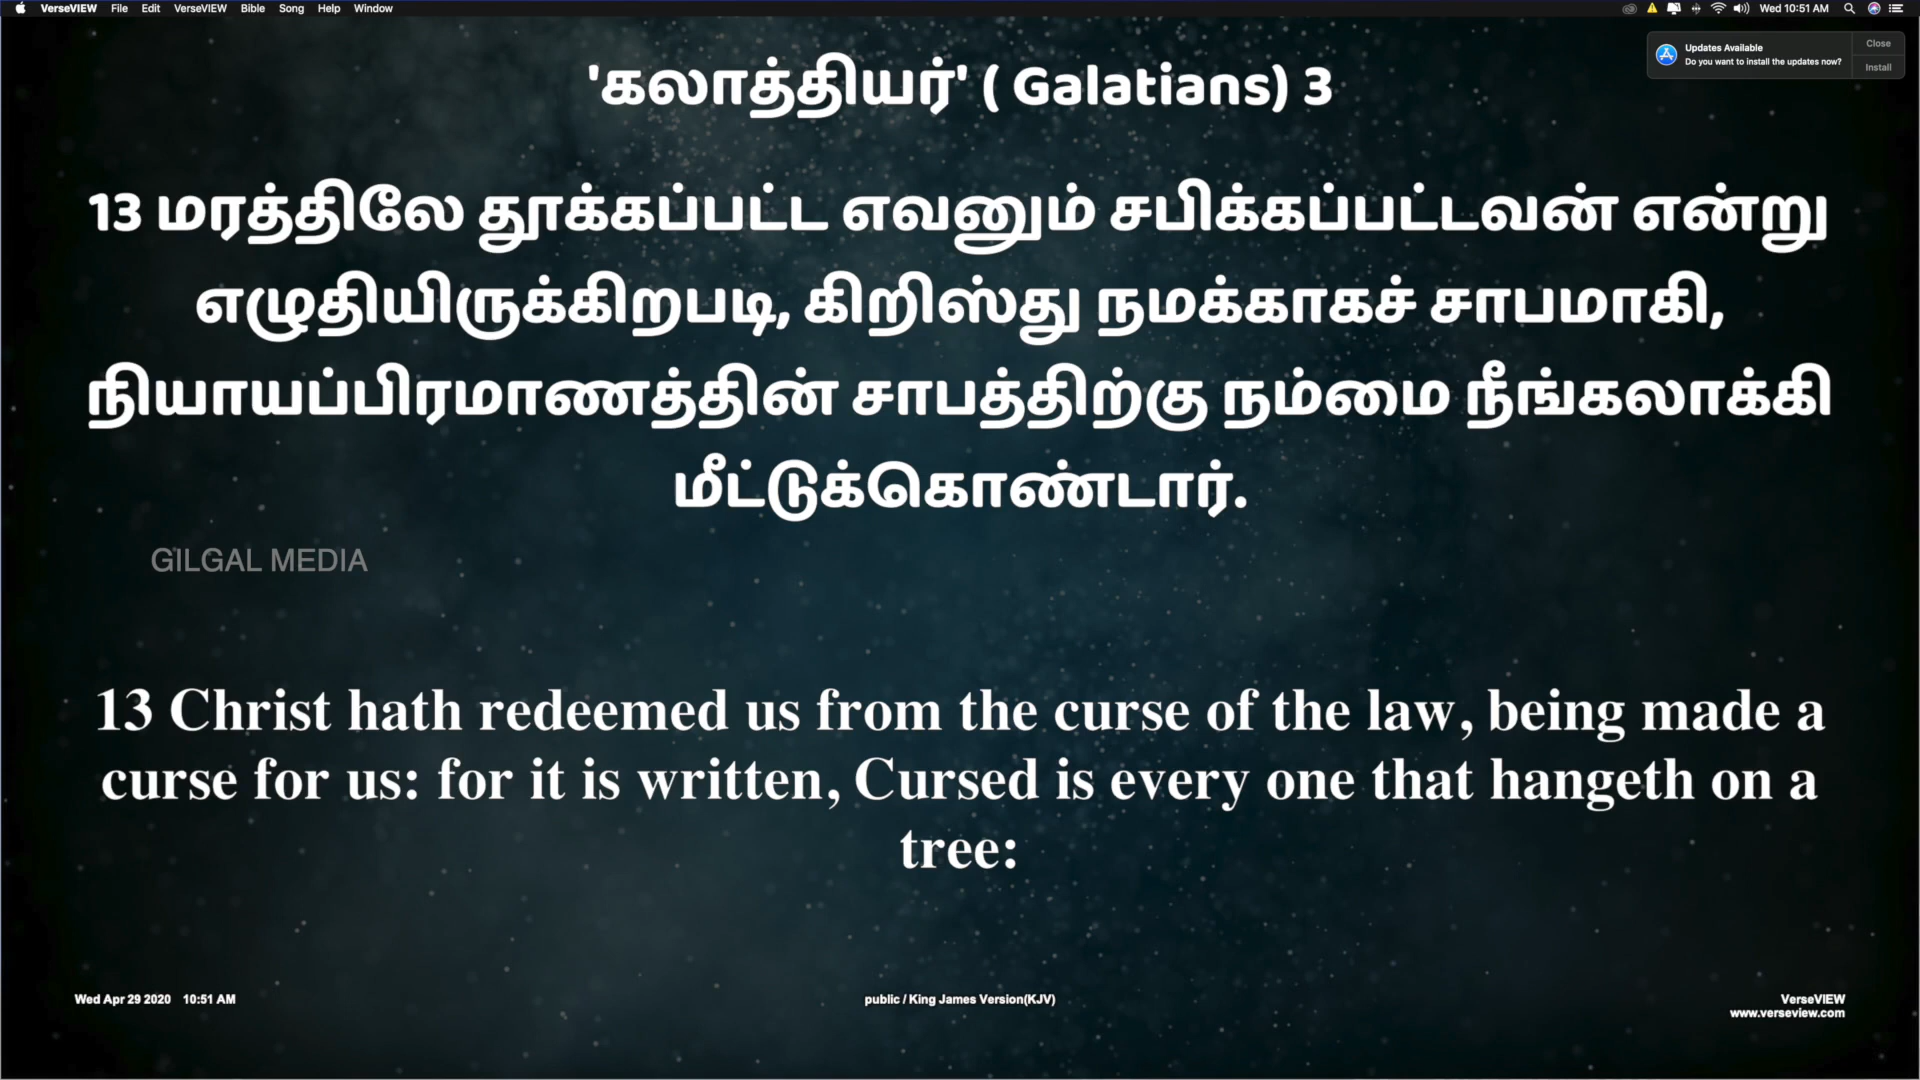 VerseVIEW File Edit VerseVIEW Bible Song Help Window Wed 10:51 AM
Updates Available Close
Do you want to install the updates now? Install
'கலாத்தியர்' ( Galatians) 3
13 மரத்திலே தூக்கப்பட்ட எவனும் சபிக்கப்பட்டவன் என்று
எழுதியிருக்கிறபடி, கிறிஸ்து நமக்காகச் சாபமாகி,
நியாயப்பிரமாணத்தின் சாபத்திற்கு நம்மை நீங்கலாக்கி
மீட்டுக்கொண்டார்.
GILGAL MEDIA
13 Christ hath redeemed us from the curse of the law, being made a
curse for us: for it is written, Cursed is every one that hangeth on a
tree:
Wed Apr 29 2020 10:51 AM public / King James Version(KJV) VerseVIEW
www.verseview.com